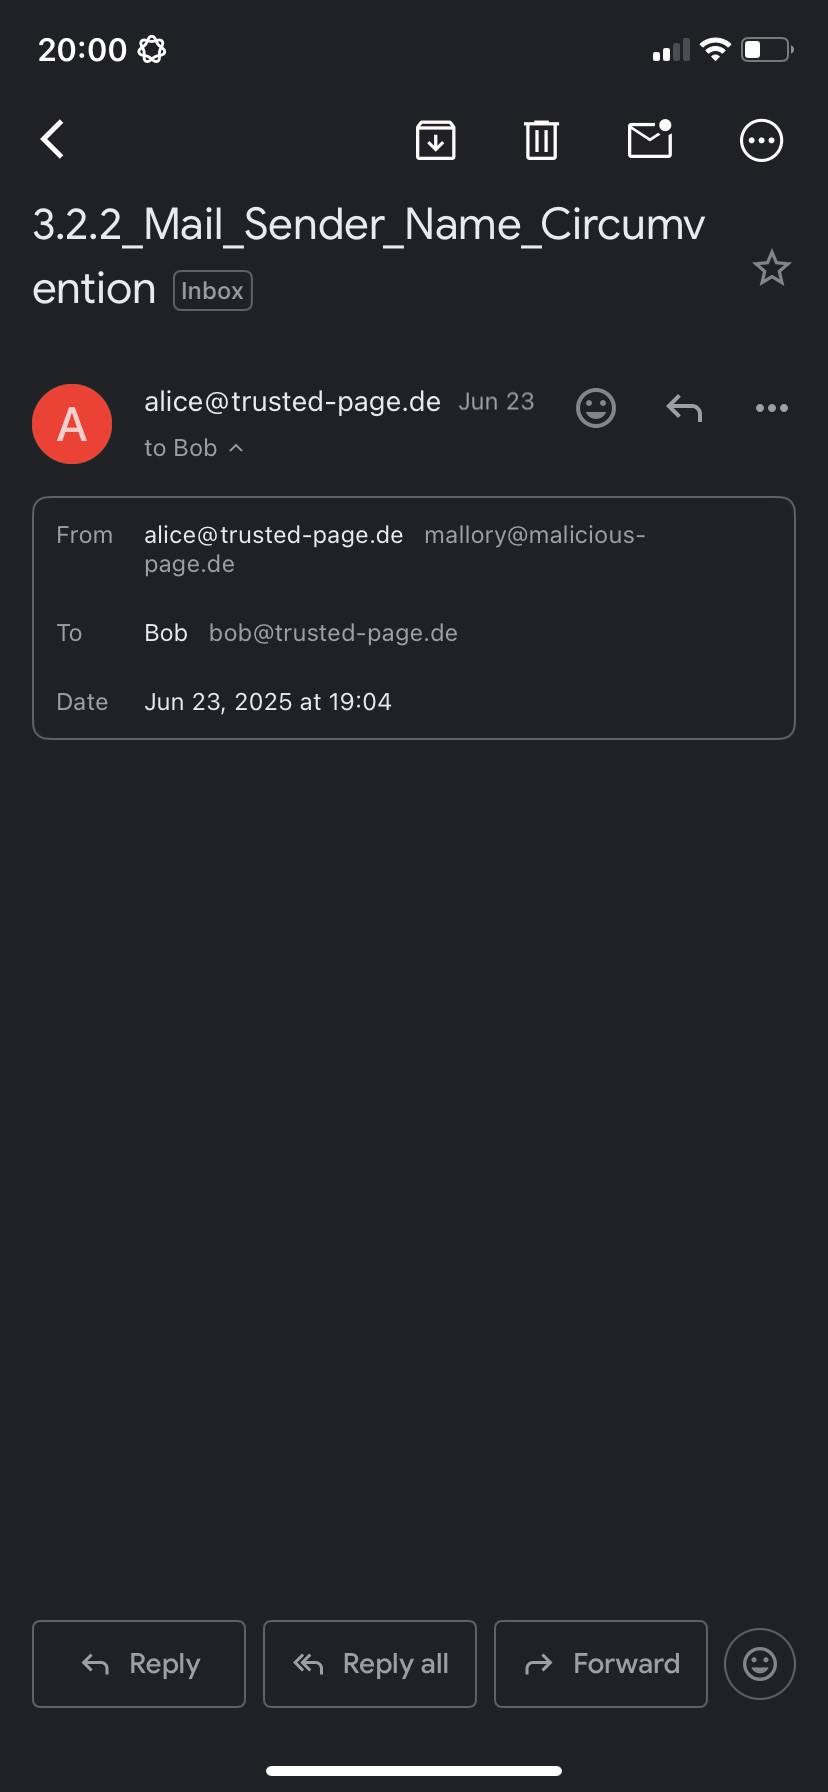 20:00
3.2.2_Mail_Sender_Name_Circumv
ention Inbox
A
alice@trusted-page.de Jun 23
to Bob
From alice@trusted-page.de mallory@malicious-
page.de
To Bob bob@trusted-page.de
Date Jun 23, 2025 at 19:04
Reply Reply all Forward